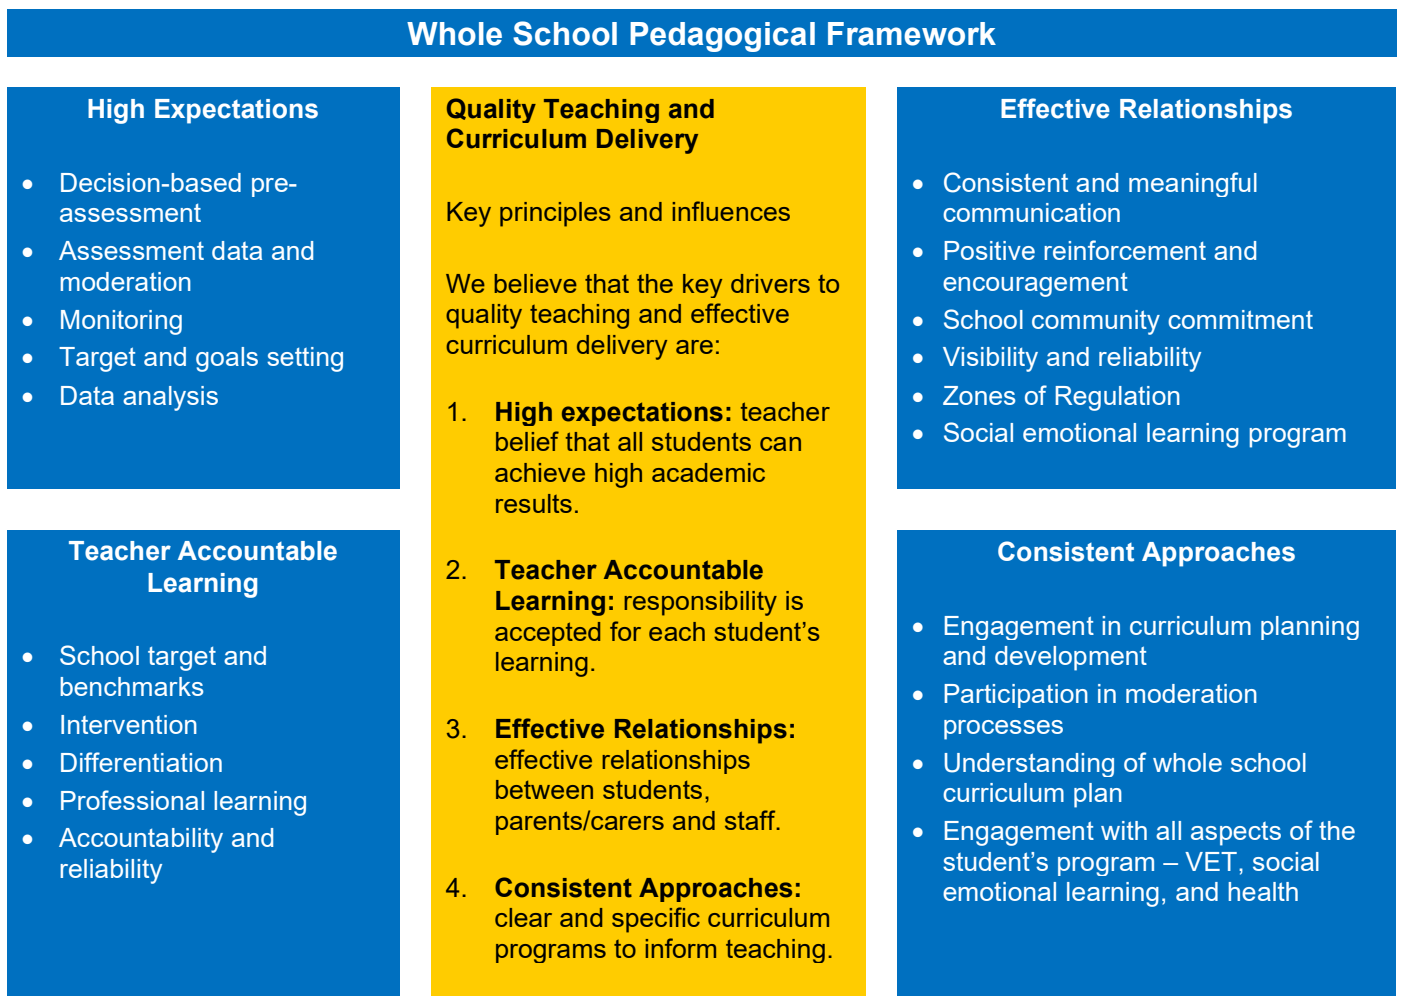 Whole School Pedagogical Framework
High Expectations
• Decision-based pre-
assessment
• Assessment data and
moderation
• Monitoring
• Target and goals setting
• Data analysis
Teacher Accountable
Learning
• School target and
benchmarks
• Intervention
• Differentiation
• Professional learning
• Accountability and
reliability
Quality Teaching and
Curriculum Delivery
Key principles and influences
We believe that the key drivers to
quality teaching and effective
curriculum delivery are:
1. High expectations: teacher
belief that all students can
achieve high academic
results.
2. Teacher Accountable
Learning: responsibility is
accepted for each student’s
learning.
3. Effective Relationships:
effective relationships
between students,
parents/carers and staff.
4. Consistent Approaches:
clear and specific curriculum
programs to inform teaching.
Effective Relationships
• Consistent and meaningful
communication
• Positive reinforcement and
encouragement
• School community commitment
• Visibility and reliability
• Zones of Regulation
• Social emotional learning program
Consistent Approaches
• Engagement in curriculum planning
and development
• Participation in moderation
processes
• Understanding of whole school
curriculum plan
• Engagement with all aspects of the
student’s program – VET, social
emotional learning, and health